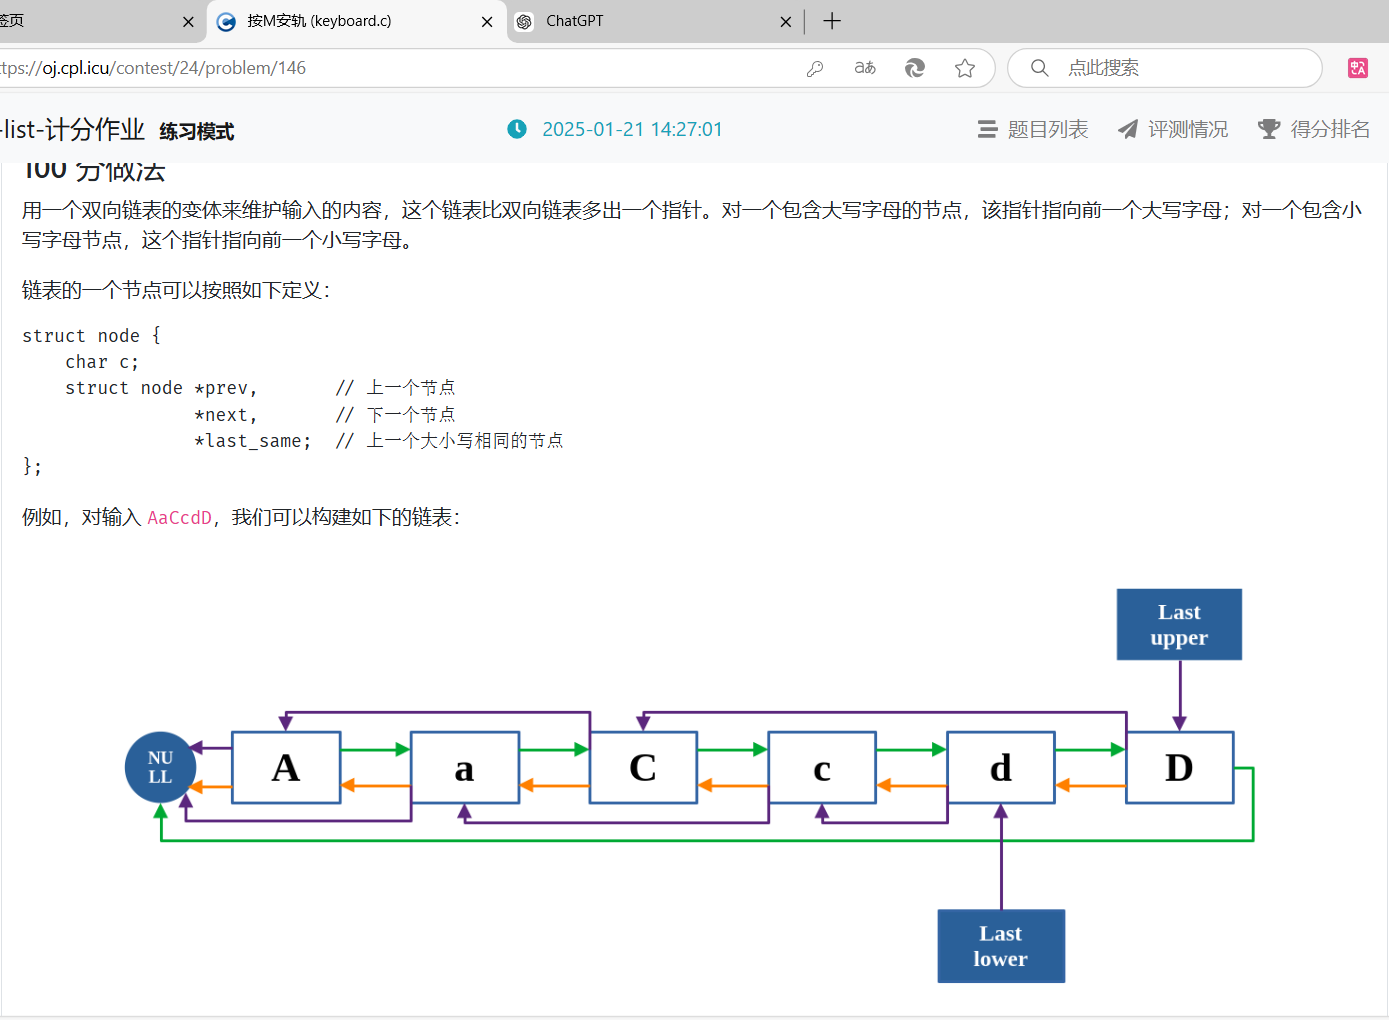 签页
按M安轨 (keyboard.c)
ChatGPT
ttps://oj.cpl.icu/contest/24/problem/146
aあ
点此搜索
-list-计分作业 练习模式
2025-01-21 14:27:01
题目列表
评测情况
得分排名
100 分做法
用一个双向链表的变体来维护输入的内容，这个链表比双向链表多出一个指针。对一个包含大写字母的节点，该指针指向前一个大写字母；对一个包含小
写字母节点，这个指针指向前一个小写字母。
链表的一个节点可以按照如下定义：
struct node {
char c;
struct node *prev, // 上一个节点
*next, // 下一个节点
*last_same; // 上一个大小写相同的节点
};
例如，对输入 AaCcdD，我们可以构建如下的链表：
Last
upper
NU
LL
A
a
C
c
d
D
Last
lower